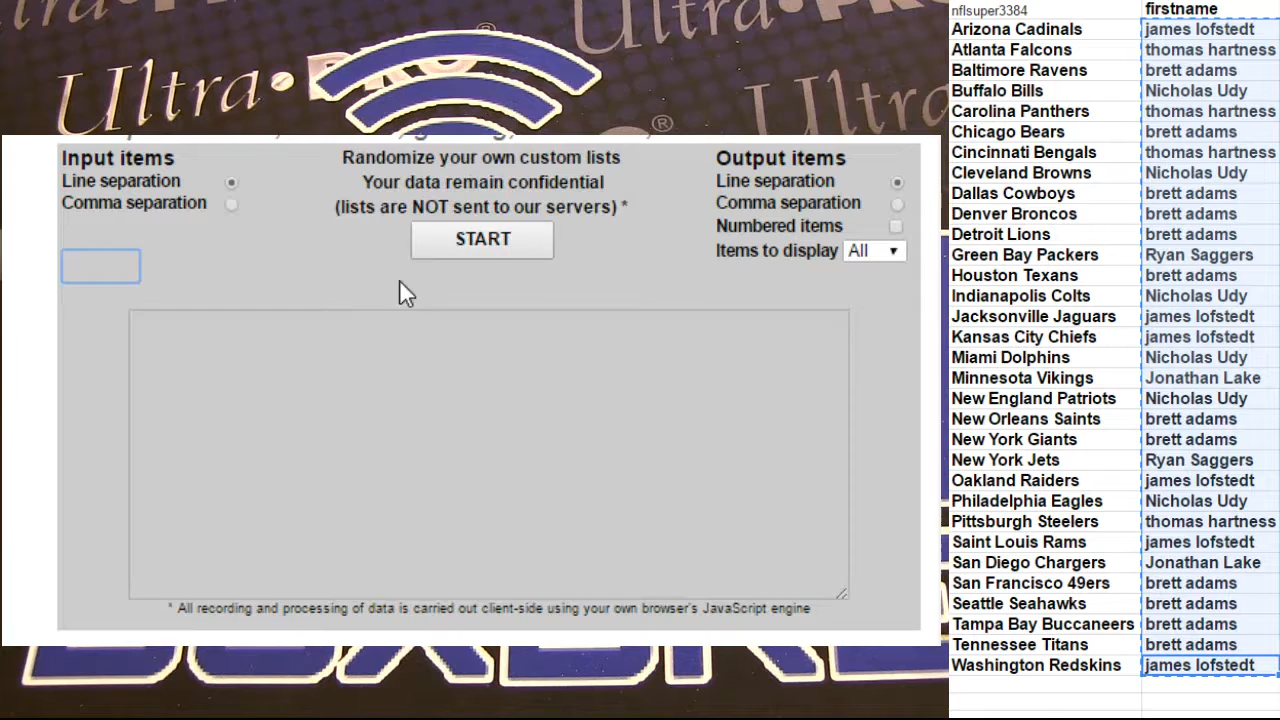 Ultra PRO
Ultra PRO
Ultra PRO
Ultra
Input items
Line separation
Comma separation
Randomize your own custom lists
Your data remain confidential
(lists are NOT sent to our servers) *
START
Output items
Line separation
Comma separation
Numbered items
Items to display All
* All recording and processing of data is carried out client-side using your own browser's JavaScript engine
nflsuper3384 firstname
Arizona Cadinals james lofstedt
Atlanta Falcons thomas hartness
Baltimore Ravens brett adams
Buffalo Bills Nicholas Udy
Carolina Panthers thomas hartness
Chicago Bears brett adams
Cincinnati Bengals thomas hartness
Cleveland Browns Nicholas Udy
Dallas Cowboys brett adams
Denver Broncos brett adams
Detroit Lions brett adams
Green Bay Packers Ryan Saggers
Houston Texans brett adams
Indianapolis Colts Nicholas Udy
Jacksonville Jaguars james lofstedt
Kansas City Chiefs james lofstedt
Miami Dolphins Nicholas Udy
Minnesota Vikings Jonathan Lake
New England Patriots Nicholas Udy
New Orleans Saints brett adams
New York Giants brett adams
New York Jets Ryan Saggers
Oakland Raiders james lofstedt
Philadelphia Eagles Nicholas Udy
Pittsburgh Steelers thomas hartness
Saint Louis Rams james lofstedt
San Diego Chargers Jonathan Lake
San Francisco 49ers brett adams
Seattle Seahawks brett adams
Tampa Bay Buccaneers brett adams
Tennessee Titans brett adams
Washington Redskins james lofstedt